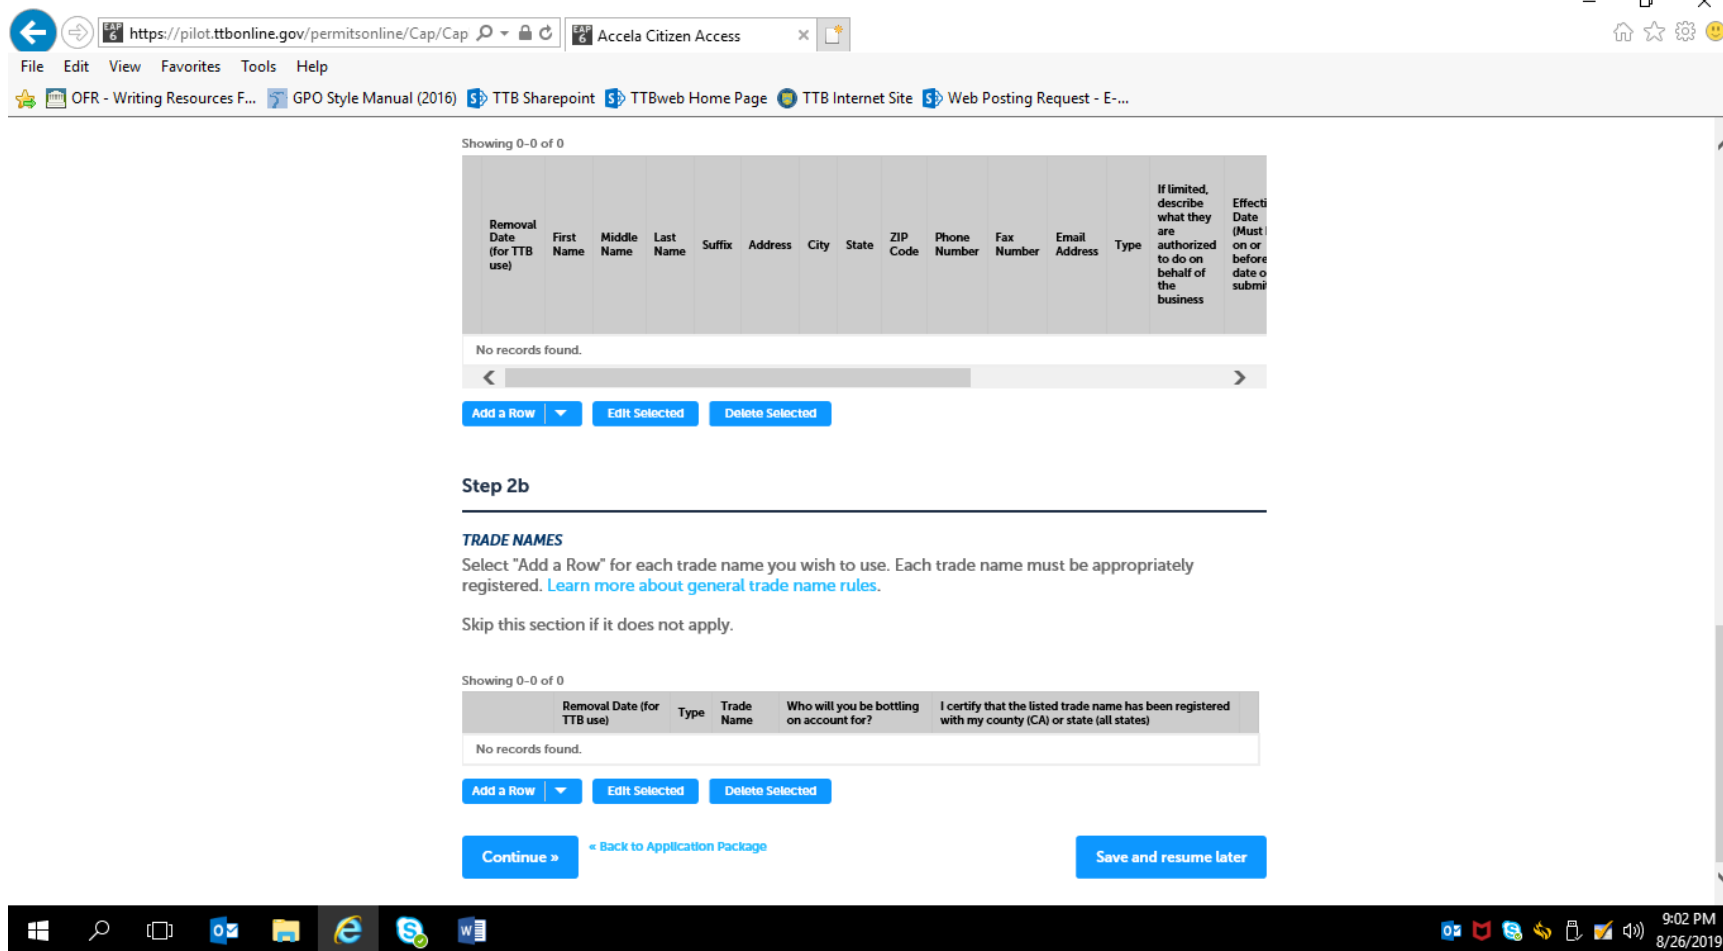 https://pilot.ttbonline.gov/permitsonline/Cap/Cap
Accela Citizen Access
File Edit View Favorites Tools Help
OFR - Writing Resources F... GPO Style Manual (2016) TTB Sharepoint TTBweb Home Page TTB Internet Site Web Posting Request - E-...
Showing 0-0 of 0
Removal Date (for TTB use) First Name Middle Name Last Name Suffix Address City State ZIP Code Phone Number Fax Number Email Address Type If limited, describe what they are authorized to do on behalf of the business Effecti Date (Must on or before date o submi
No records found.
Add a Row Edit Selected Delete Selected
Step 2b
TRADE NAMES
Select "Add a Row" for each trade name you wish to use. Each trade name must be appropriately
registered. Learn more about general trade name rules.
Skip this section if it does not apply.
Showing 0-0 of 0
Removal Date (for TTB use) Type Trade Name Who will you be bottling on account for? I certify that the listed trade name has been registered with my county (CA) or state (all states)
No records found.
Add a Row Edit Selected Delete Selected
Continue » « Back to Application Package Save and resume later
9:02 PM
8/26/2019